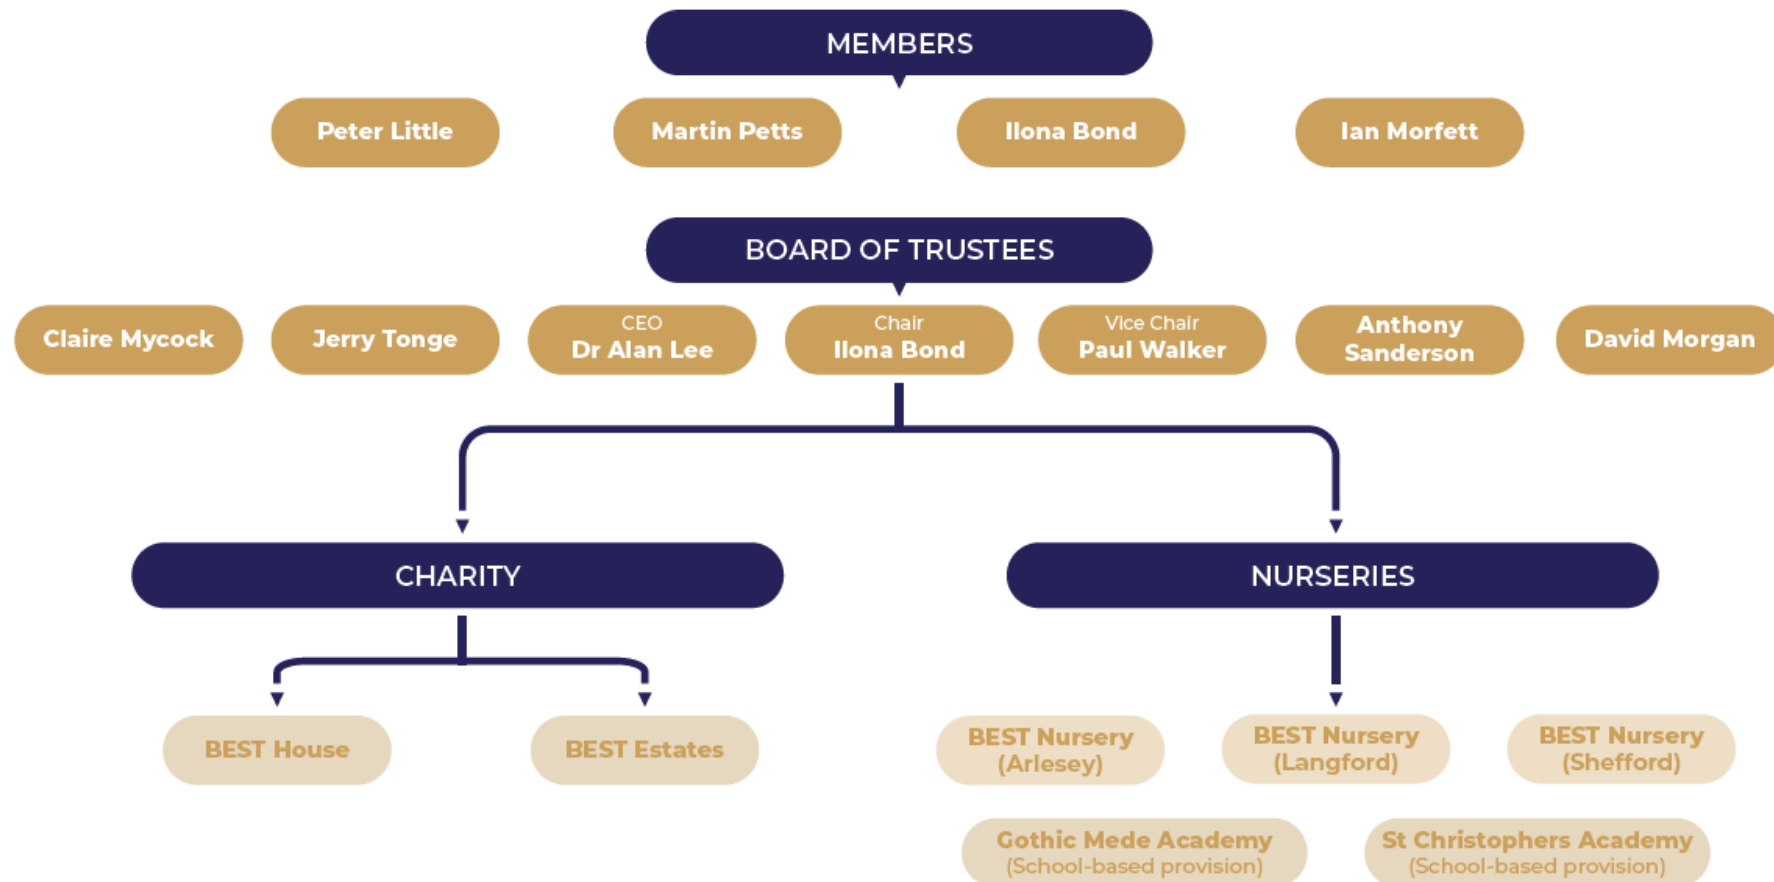 MEMBERS
Peter Little
Martin Petts
Ilona Bond
Ian Morfett
BOARD OF TRUSTEES
Claire Mycock
Jerry Tonge
CEO
Dr Alan Lee
Chair
Ilona Bond
Vice Chair
Paul Walker
Anthony
Sanderson
David Morgan
CHARITY
NURSERIES
BEST House
BEST Estates
BEST Nursery
(Arlesey)
BEST Nursery
(Langford)
BEST Nursery
(Shefford)
Gothic Mede Academy
(School-based provision)
St Christophers Academy
(School-based provision)